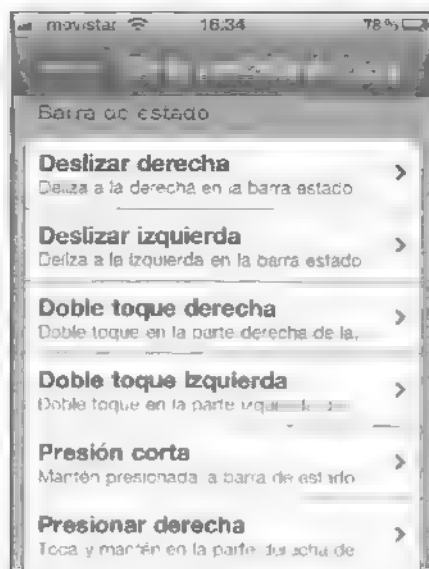 movistar 16:34 78 %
Barra de estado
Deslizar derecha
Deliza a la derecha en la barra estado
Deslizar izquierda
Deliza a la izquierda en la barra estado
Doble toque derecha
Doble toque en la parte derecha de la
Doble toque Izquierda
Doble toque en la parte
Presión corta
Mantén presionada la barra de estado
Presionar derecha
Toca y mantén en la parte derecha de